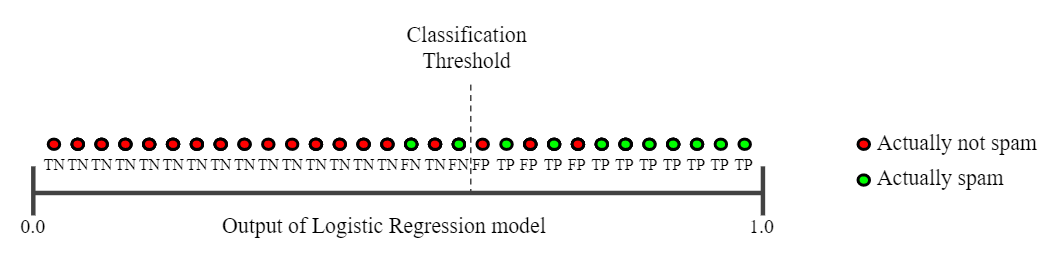 Classification
Threshold
TN TN TN TN TN TN TN TN TN TN TN TN TN TN TN FN TN FN FP TP FP TP FP TP TP TP TP TP TP TP
0.0
Output of Logistic Regression model
1.0
Actually not spam
Actually spam